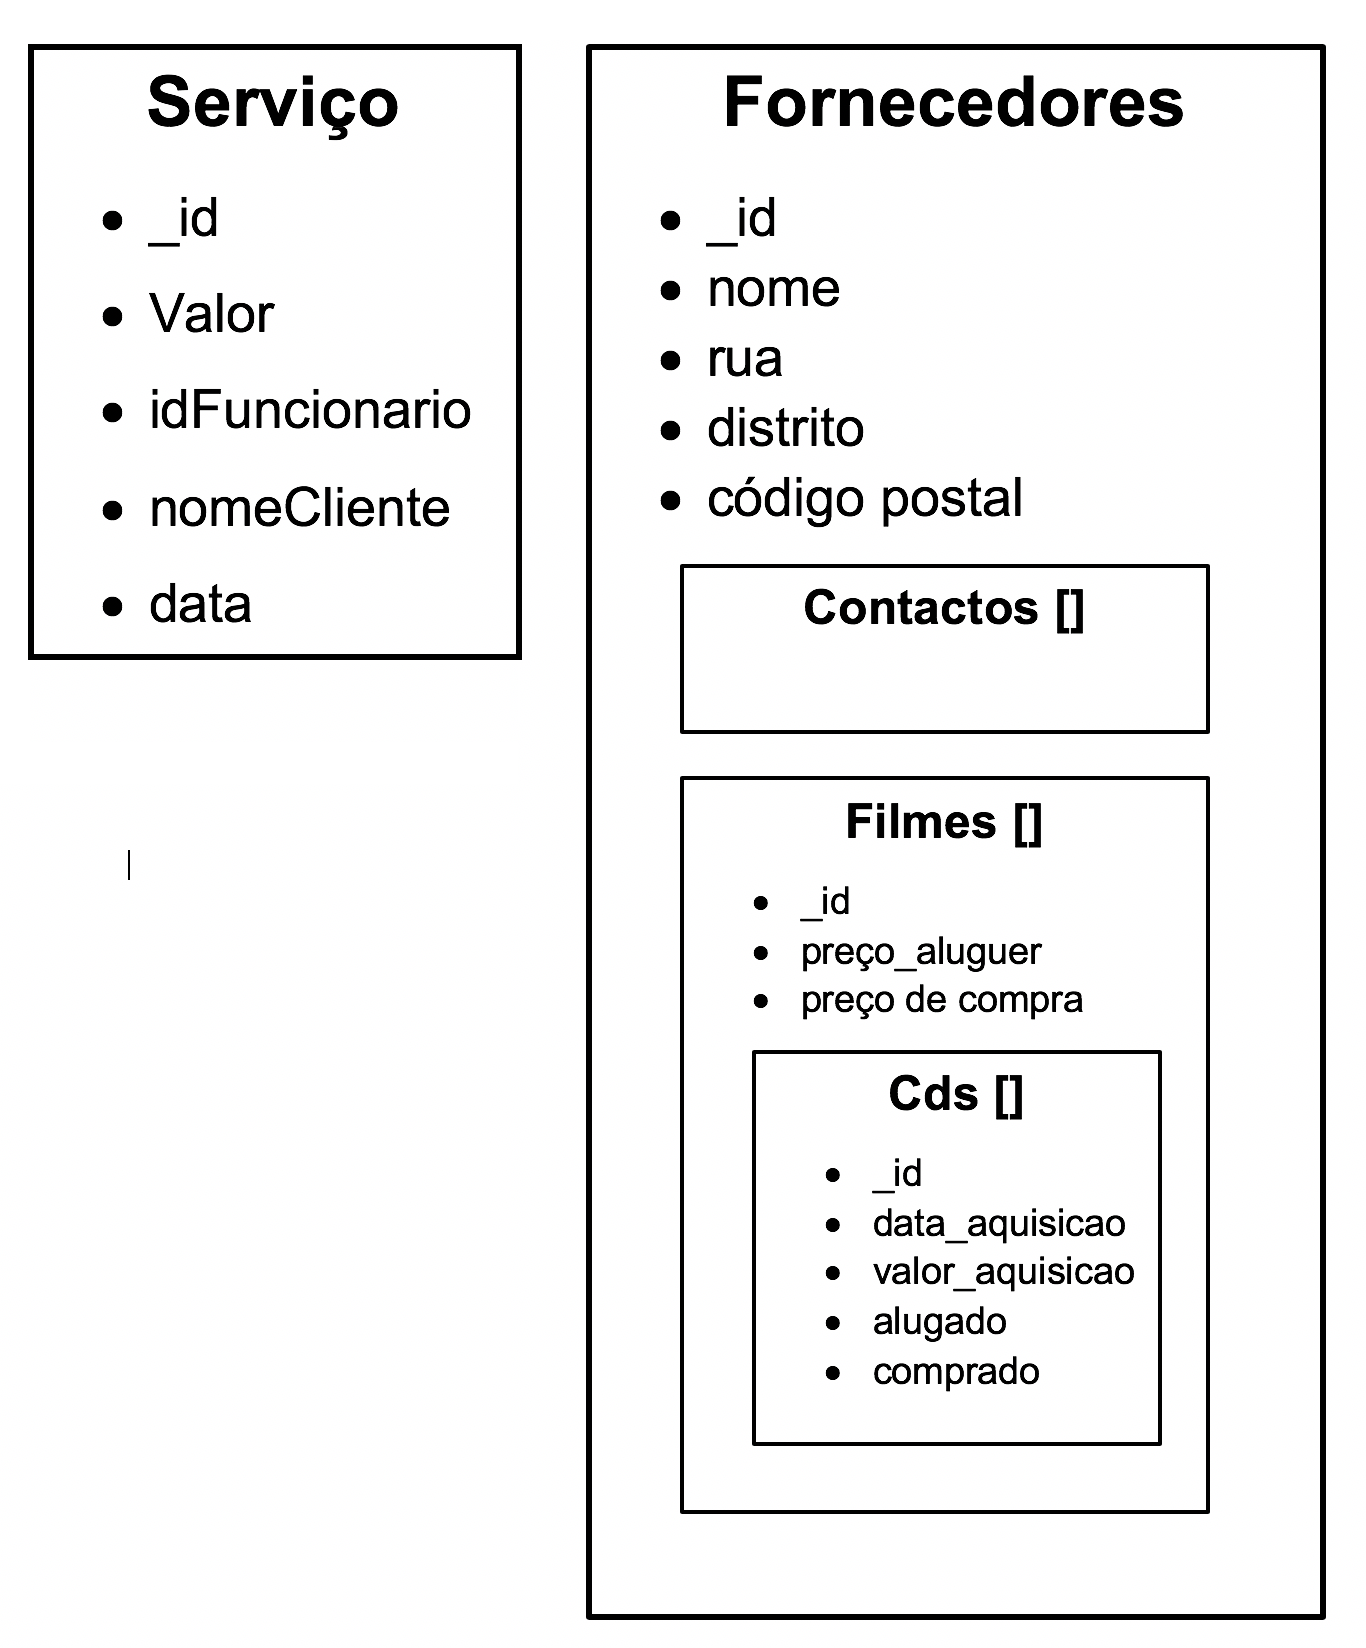 Serviço
• _id
• Valor
• idFuncionario
• nomeCliente
• data
Fornecedores
• _id
• nome
• rua
• distrito
• código postal
Contactos []
Filmes []
• _id
• preço_aluguer
• preço de compra
Cds []
• _id
• data_aquisicao
• valor_aquisicao
• alugado
• comprado